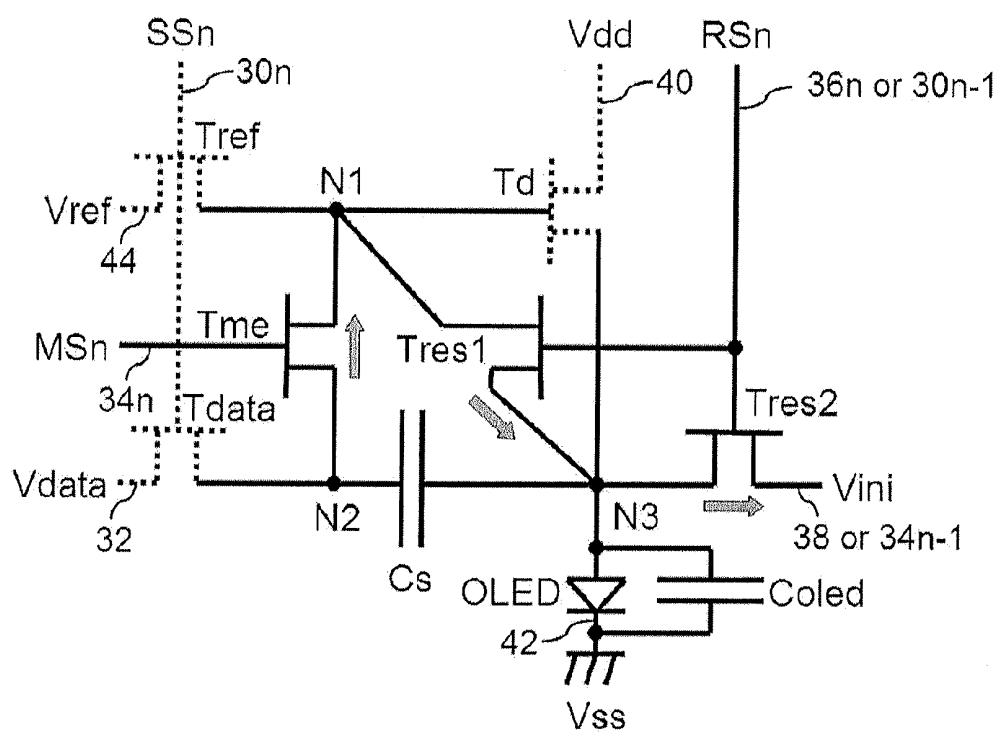 SSn
Vdd
RSn
30n
40
36n or 30n-1
Tref
N1
Td
Vref
44
Tme
Tres1
MSn
34n
Tdata
Tres2
Vdata
N2
N3
Vini
32
38 or 34n-1
Cs
OLED
Coled
42
Vss